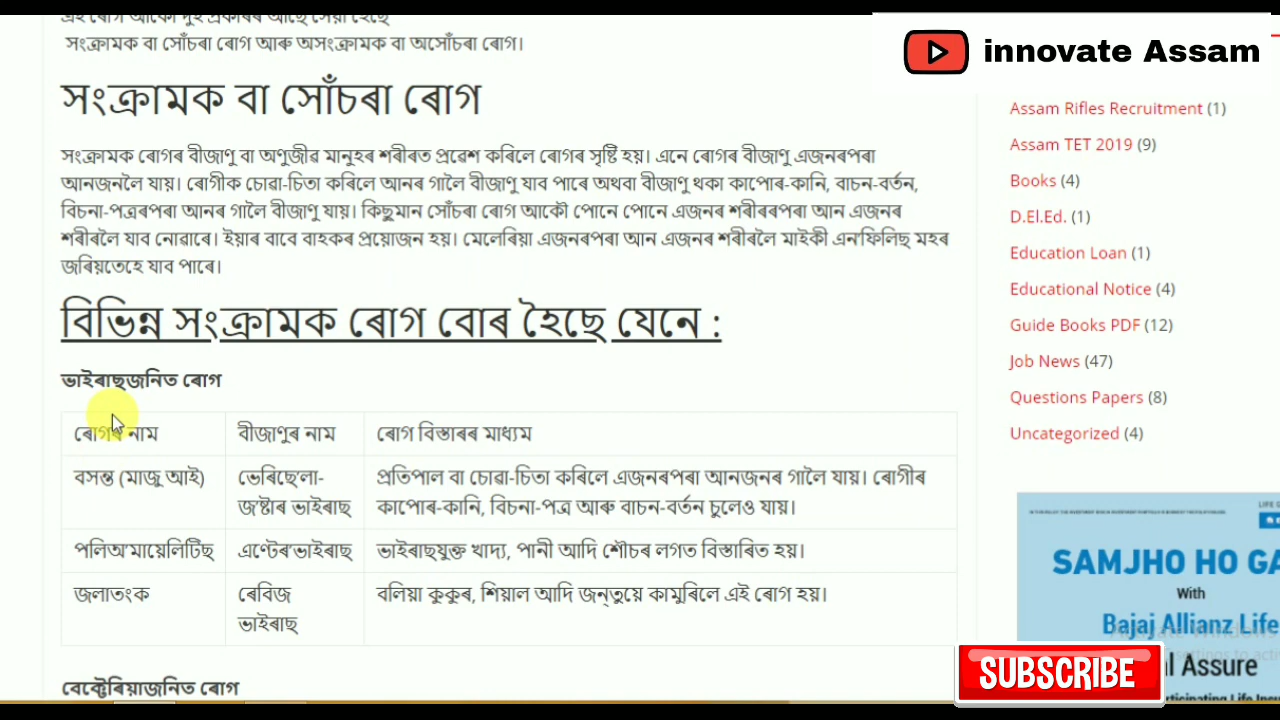 এই ৰোগ আকৌ দুই প্ৰকাৰৰ আছে সেয়া হৈছে
সংক্ৰামক বা সোঁচৰা ৰোগ আৰু অসংক্ৰামক বা অসোঁচৰা ৰোগ।
সংক্ৰামক বা সোঁচৰা ৰোগ
সংক্ৰামক ৰোগৰ বীজাণু বা অণুজীৱ মানুহৰ শৰীৰত প্ৰৱেশ কৰিলে ৰোগৰ সৃষ্টি হয়। এনে ৰোগৰ বীজাণু এজনৰপৰা
আনজনলৈ যায়। ৰোগীক চোৱা-চিতা কৰিলে আনৰ গালৈ বীজাণু যাব পাৰে অথবা বীজাণু থকা কাপোৰ-কানি, বাচন-বৰ্তন,
বিচনা-পত্ৰৰপৰা আনৰ গালৈ বীজাণু যায়। কিছুমান সোঁচৰা ৰোগ আকৌ পোনে পোনে এজনৰ শৰীৰৰপৰা আন এজনৰ
শৰীৰলৈ যাব নোৱাৰে। ইয়াৰ বাবে বাহকৰ প্ৰয়োজন হয়। মেলেৰিয়া এজনৰপৰা আন এজনৰ শৰীৰলৈ মাইকী এন'ফিলিছ মহৰ
জৰিয়তেহে যাব পাৰে।
বিভিন্ন সংক্ৰামক ৰোগ বোৰ হৈছে যেনে :
ভাইৰাছজনিত ৰোগ
ৰোগৰ নাম বীজাণুৰ নাম ৰোগ বিস্তাৰৰ মাধ্যম
বসন্ত (মাজু আই) ভেৰিছে'লা- প্ৰতিপাল বা চোৱা-চিতা কৰিলে এজনৰপৰা আনজনৰ গালৈ যায়। ৰোগীৰ
জ'ষ্টাৰ ভাইৰাছ কাপোৰ-কানি, বিচনা-পত্ৰ আৰু বাচন-বৰ্তন চুলেও যায়।
পলিঅ'মায়েলিটিছ এণ্টেৰ'ভাইৰাছ ভাইৰাছযুক্ত খাদ্য, পানী আদি শৌচৰ লগত বিস্তাৰিত হয়।
জলাতংক ৰেবিজ বলিয়া কুকুৰ, শিয়াল আদি জন্তুয়ে কামুৰিলে এই ৰোগ হয়।
ভাইৰাছ
বেক্টেৰিয়াজনিত ৰোগ
innovate Assam
Assam Rifles Recruitment (1)
Assam TET 2019 (9)
Books (4)
D.El.Ed. (1)
Education Loan (1)
Educational Notice (4)
Guide Books PDF (12)
Job News (47)
Questions Papers (8)
Uncategorized (4)
LIFE G
SAMJHO HO GA
With
Bajaj Allianz Life
l Assure
SUBSCRIBE